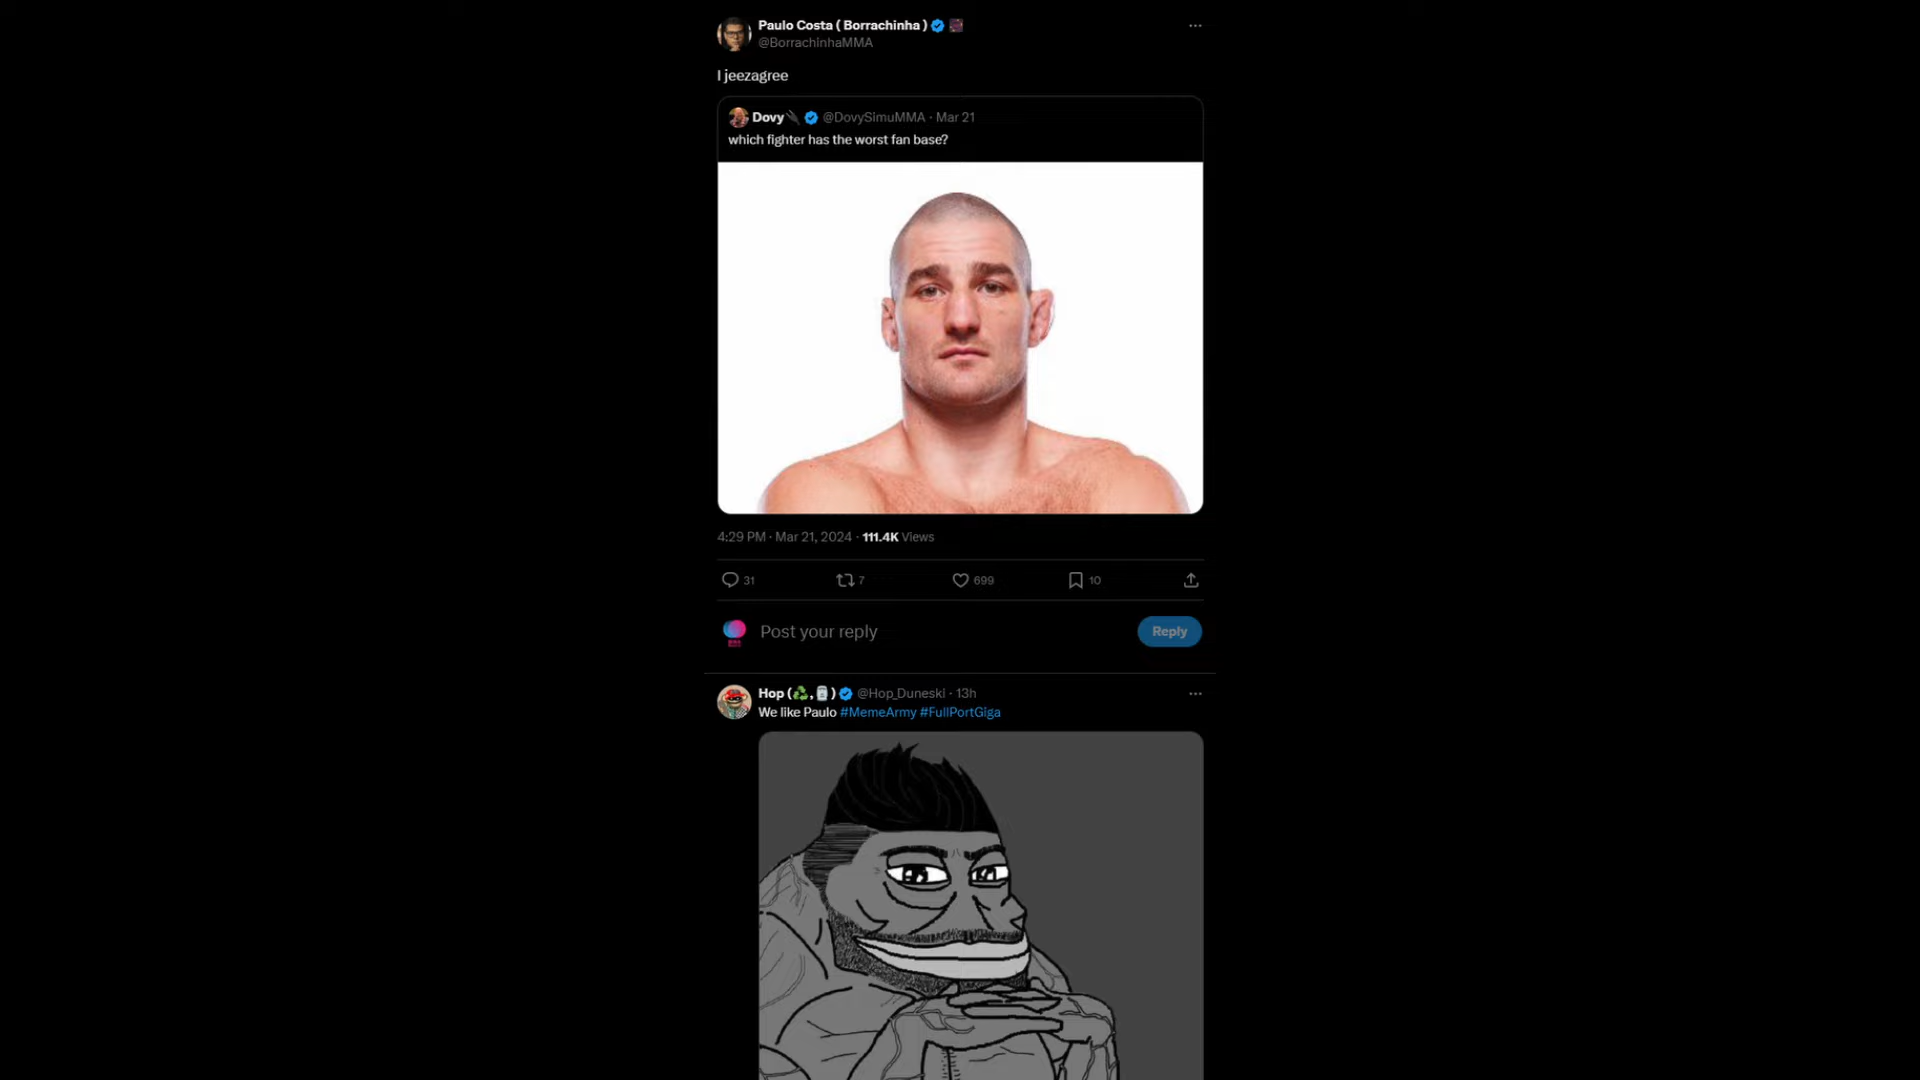 Paulo Costa ( Borrachinha )
@BorrachinhaMMA
I jeezagree
Dovy @DovySimuMMA · Mar 21
which fighter has the worst fan base?
4:29 PM · Mar 21, 2024 · 111.4K Views
31 7 699 10
Post your reply
Reply
Hop (♻️,🥫) @Hop_Duneski · 13h
We like Paulo #MemeArmy #FullPortGiga